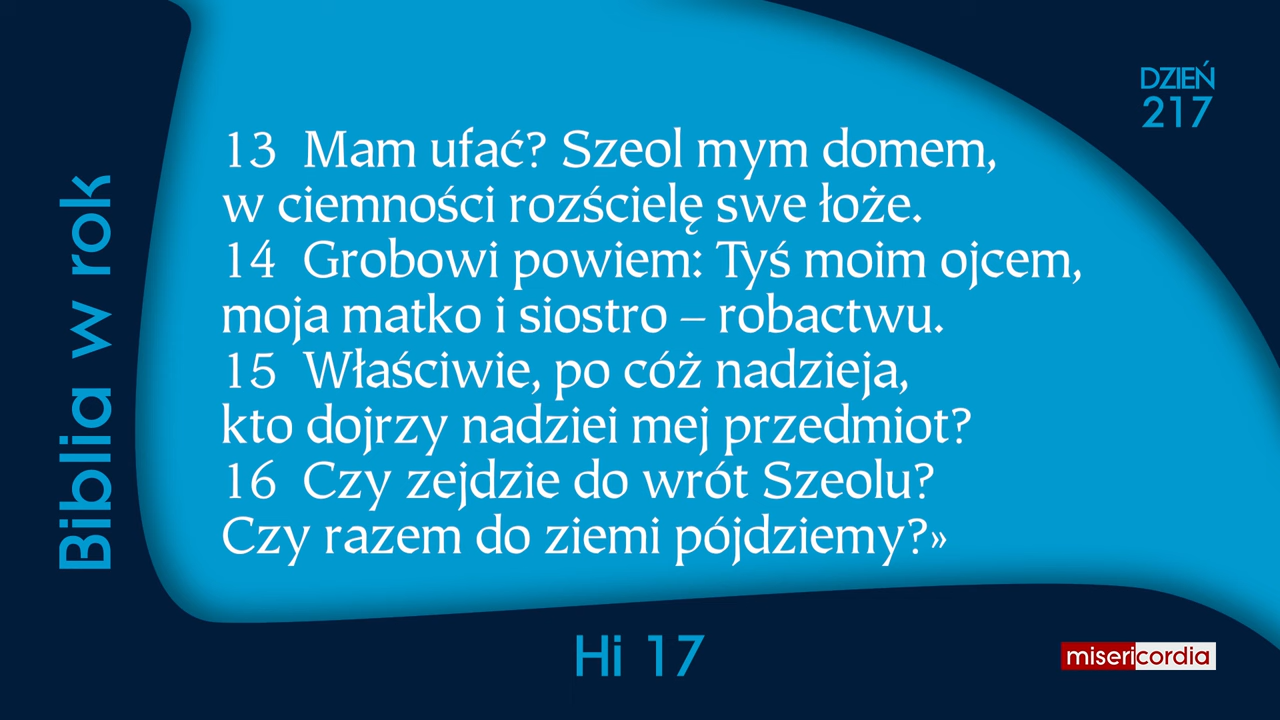 DZIEŃ
217
Biblia w rok
13 Mam ufać? Szeol mym domem,
w ciemności rozścielę swe łoże.
14 Grobowi powiem: Tyś moim ojcem,
moja matko i siostro – robactwu.
15 Właściwie, po cóż nadzieja,
kto dojrzy nadziei mej przedmiot?
16 Czy zejdzie do wrót Szeolu?
Czy razem do ziemi pójdziemy?»
Hi 17
misericordia